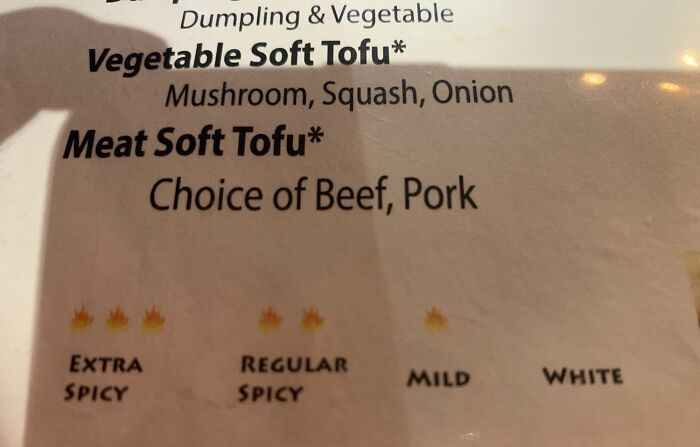 Dumpling & Vegetable
Vegetable Soft Tofu*
Mushroom, Squash, Onion
Meat Soft Tofu*
Choice of Beef, Pork
EXTRA SPICY
REGULAR SPICY
MILD
WHITE